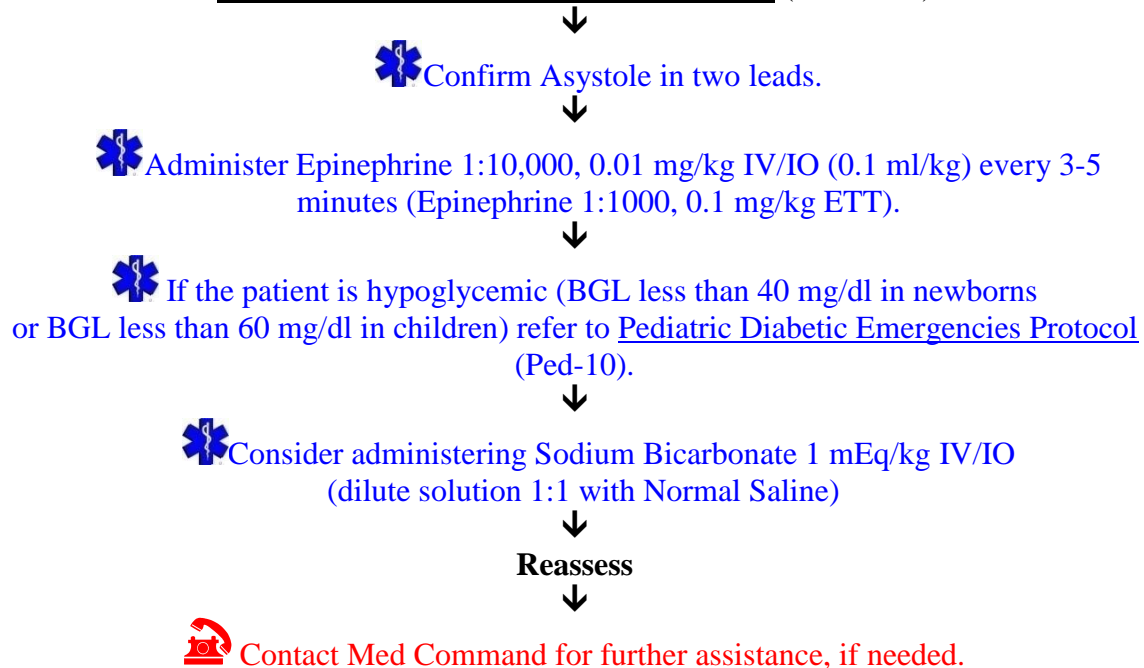 Confirm Asystole in two leads.
Administer Epinephrine 1:10,000, 0.01 mg/kg IV/IO (0.1 ml/kg) every 3-5
minutes (Epinephrine 1:1000, 0.1 mg/kg ETT).
If the patient is hypoglycemic (BGL less than 40 mg/dl in newborns
or BGL less than 60 mg/dl in children) refer to Pediatric Diabetic Emergencies Protocol
(Ped-10).
Consider administering Sodium Bicarbonate 1 mEq/kg IV/IO
(dilute solution 1:1 with Normal Saline)
Reassess
Contact Med Command for further assistance, if needed.